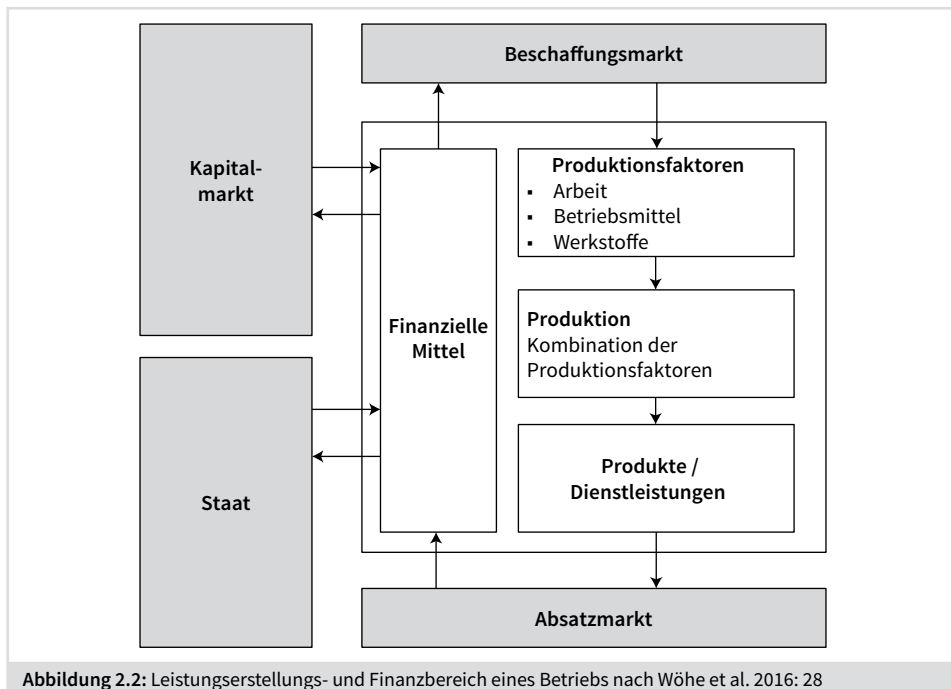 Beschaffungsmarkt
Kapital-
markt
Produktionsfaktoren
▪ Arbeit
▪ Betriebsmittel
▪ Werkstoffe
Finanzielle
Mittel
Produktion
Kombination der
Produktionsfaktoren
Staat
Produkte /
Dienstleistungen
Absatzmarkt
Abbildung 2.2: Leistungserstellungs- und Finanzbereich eines Betriebs nach Wöhe et al. 2016: 28